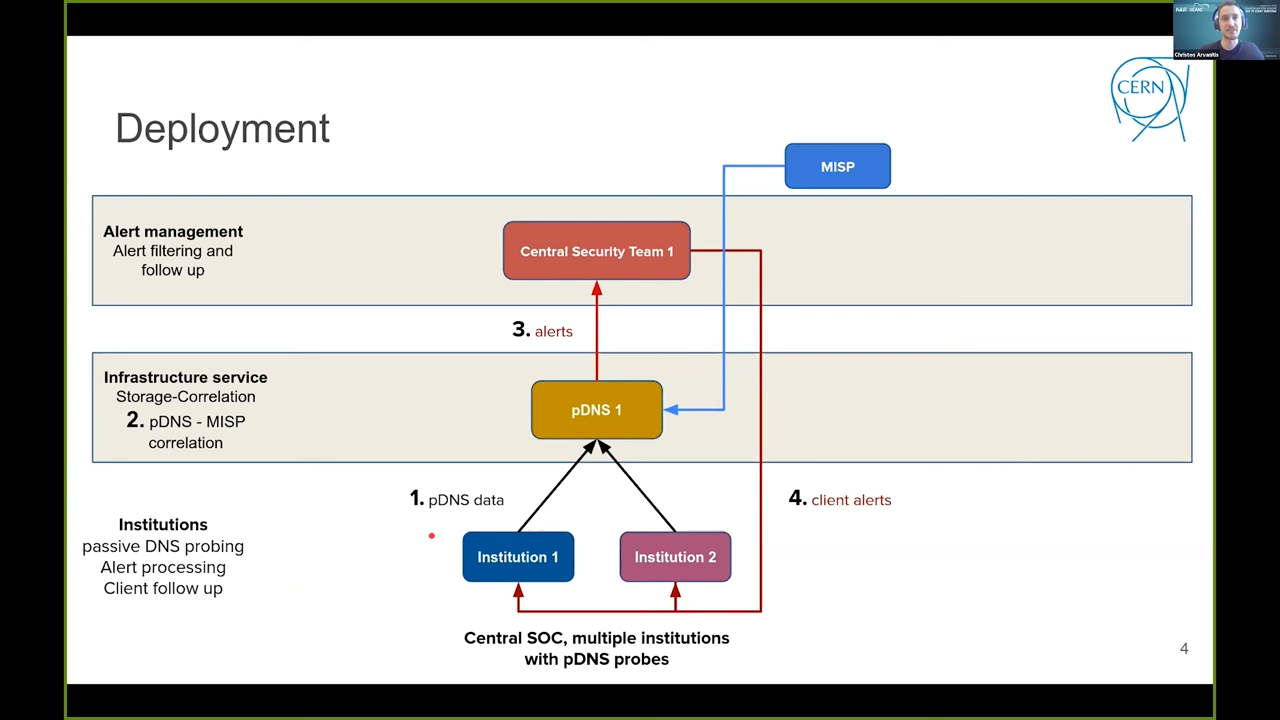 Christos Arvanitis
CERN
Deployment
MISP
Alert management
Alert filtering and
follow up
Central Security Team 1
3. alerts
Infrastructure service
Storage-Correlation
2. pDNS - MISP
correlation
pDNS 1
1. pDNS data
4. client alerts
Institutions
passive DNS probing
Alert processing
Client follow up
Institution 1
Institution 2
Central SOC, multiple institutions
with pDNS probes
4